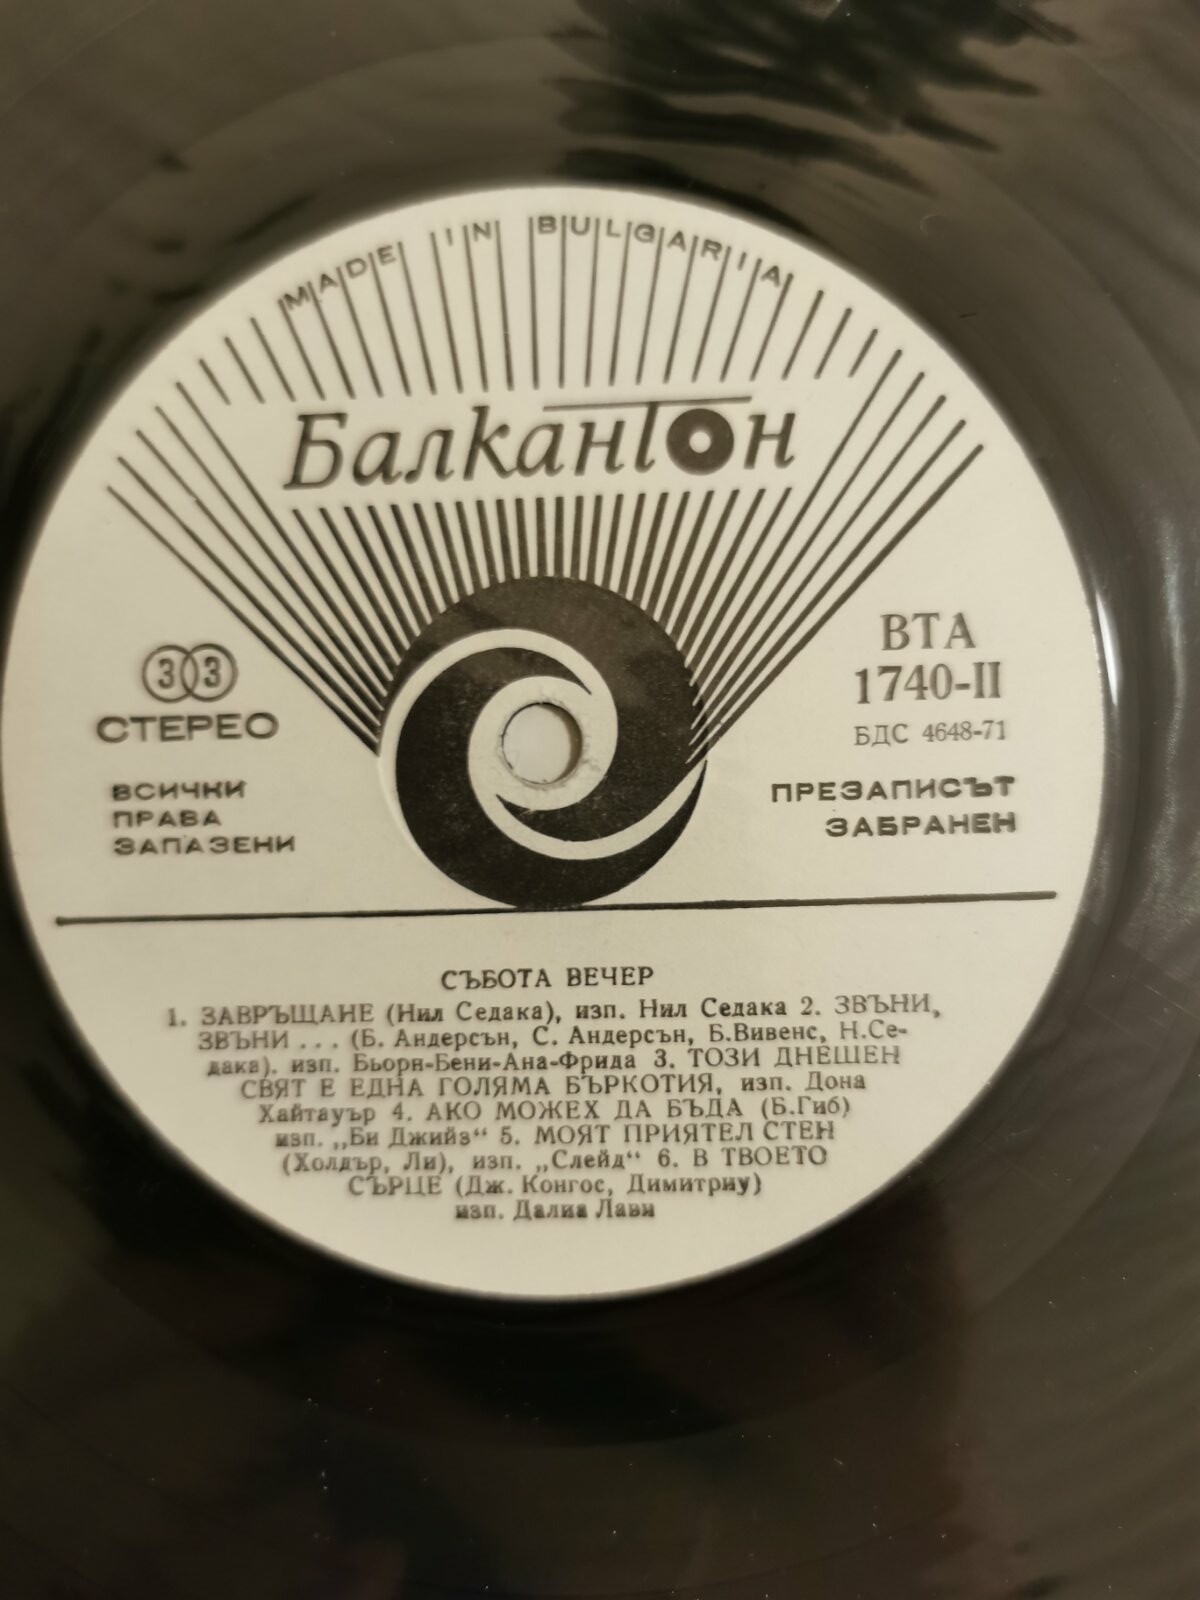 MADE IN BULGARIA
Балкантон
33
СТЕРЕО
ВСИЧКИ
ПРАВА
ЗАПАЗЕНИ
ВТА
1740-II
БДС 4648-71
ПРЕЗАПИСЪТ
ЗАБРАНЕН
СЪБОТА ВЕЧЕР
1. ЗАВРЪЩАНЕ (Нил Седака), изп. Нил Седака 2. ЗВЪНИ,
ЗВЪНИ ... (Б. Андерсън, С. Андерсън, Б.Вивенс, Н.Се-
дака). изп. Бьорн-Бени-Ана-Фрида 3. ТОЗИ ДНЕШЕН
СВЯТ Е ЕДНА ГОЛЯМА БЪРКОТИЯ, изп. Дона
Хайтауър 4. АКО МОЖЕХ ДА БЪДА (Б.Гиб)
изп. „Би Джийз“ 5. МОЯТ ПРИЯТЕЛ СТЕН
(Холдър, Ли), изп. „Слейд“ 6. В ТВОЕТО
СЪРЦЕ (Дж. Конгос, Димитриу)
изп. Далиа Лави